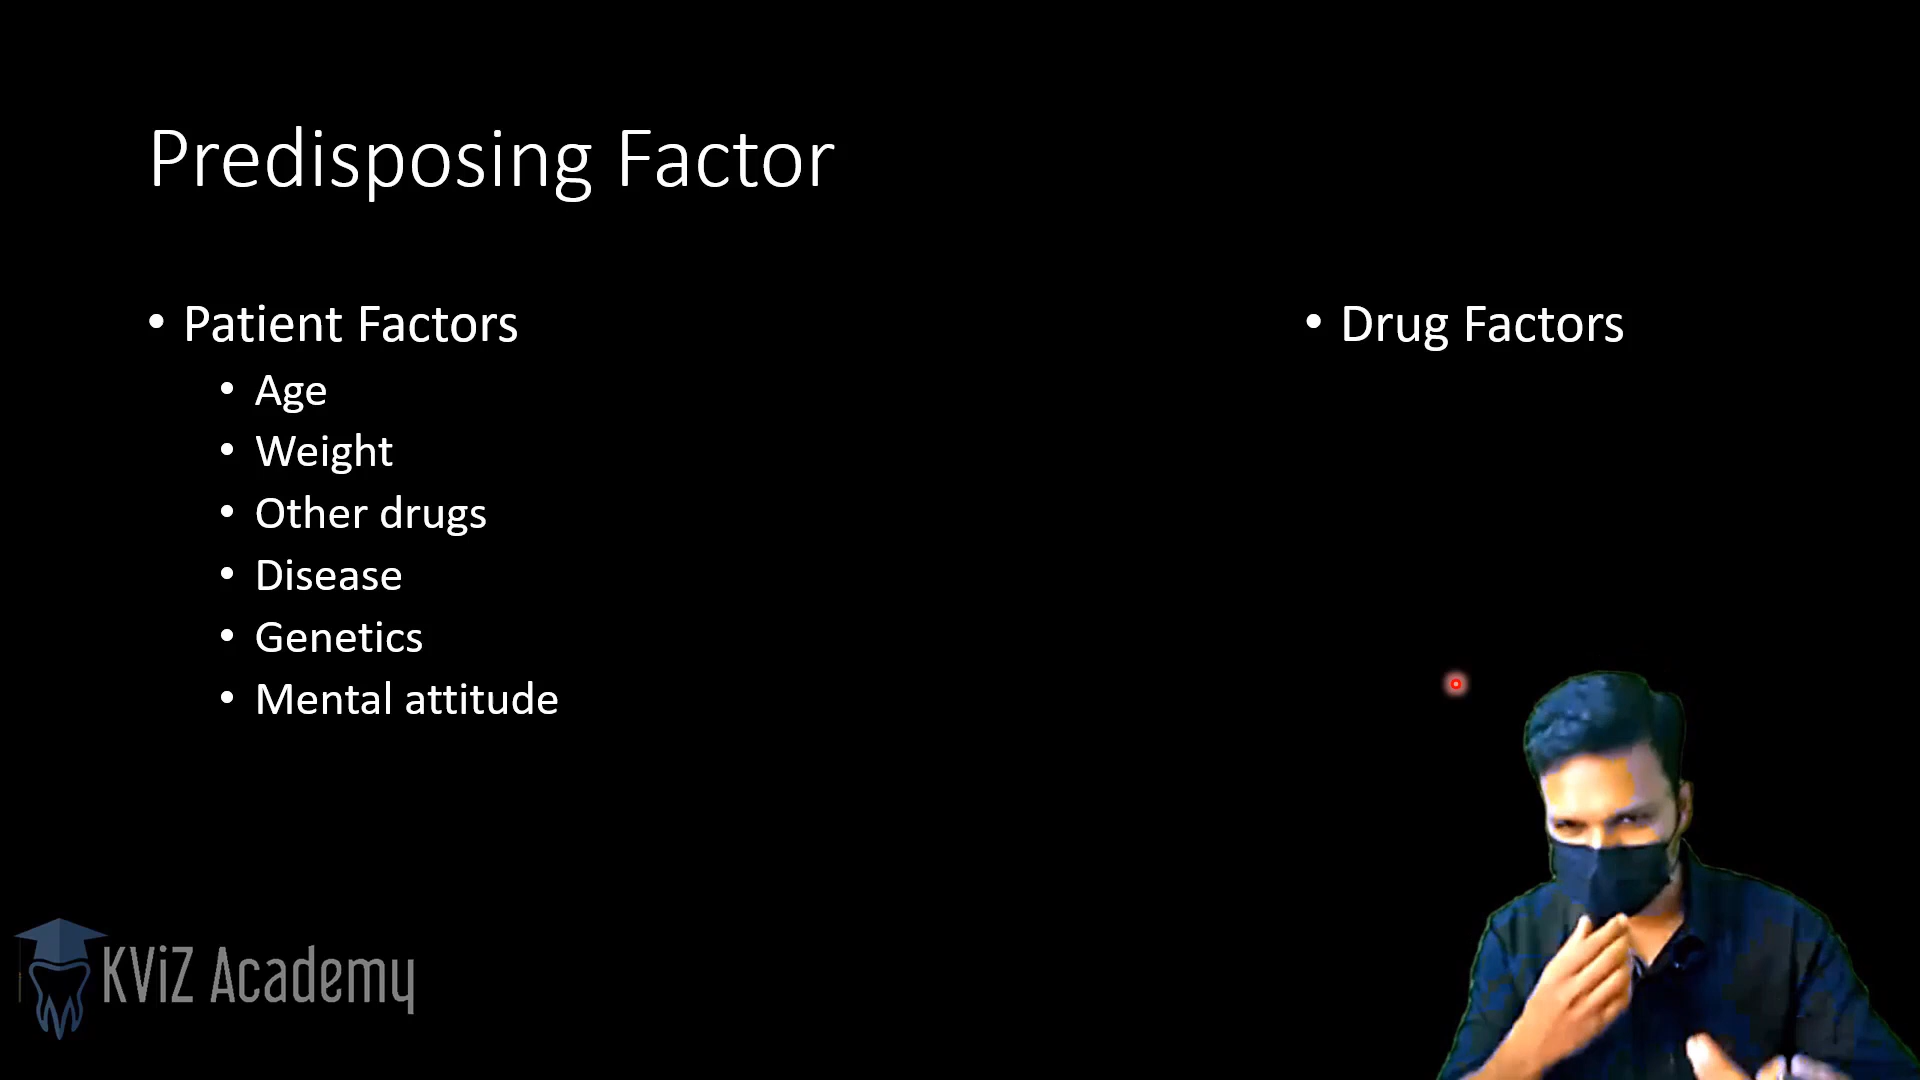 Predisposing Factor
• Patient Factors
• Age
• Weight
• Other drugs
• Disease
• Genetics
• Mental attitude
• Drug Factors
KViZ Academy